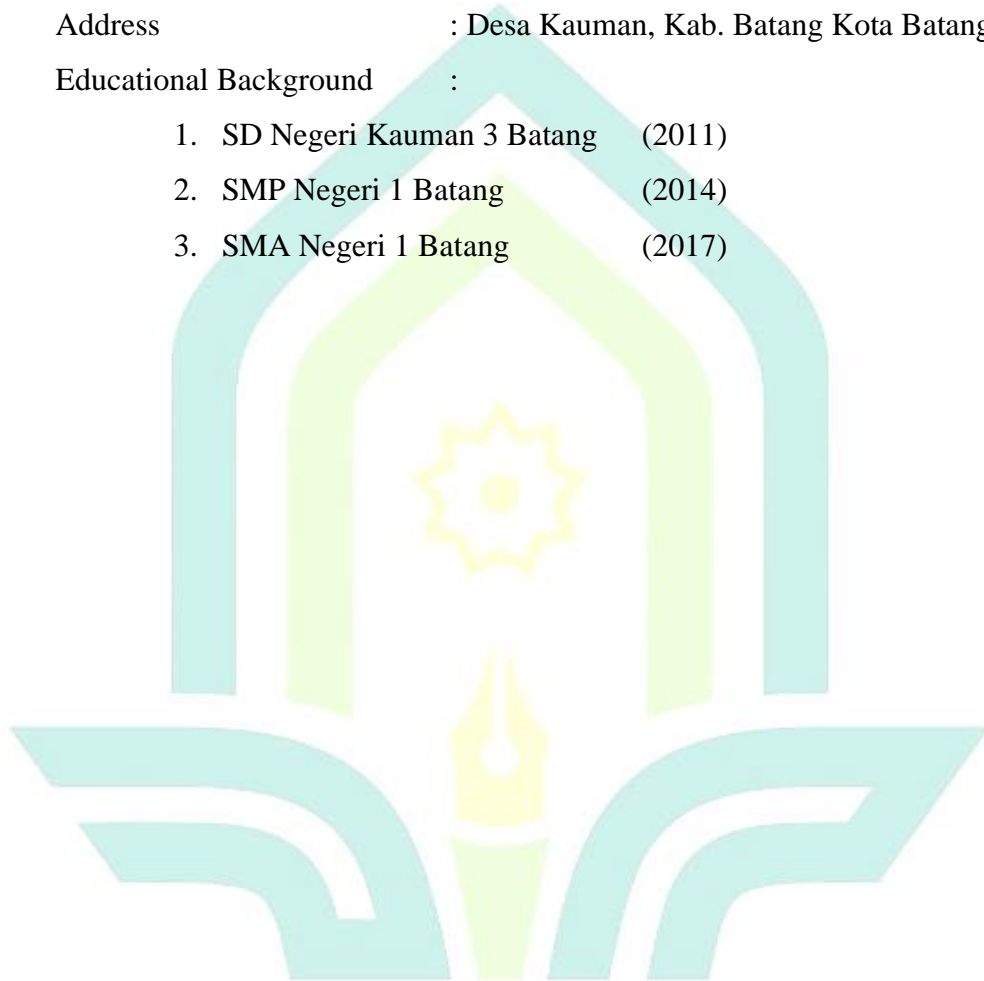 Address : Desa Kauman, Kab. Batang Kota Batang
Educational Background :
1. SD Negeri Kauman 3 Batang (2011)
2. SMP Negeri 1 Batang (2014)
3. SMA Negeri 1 Batang (2017)